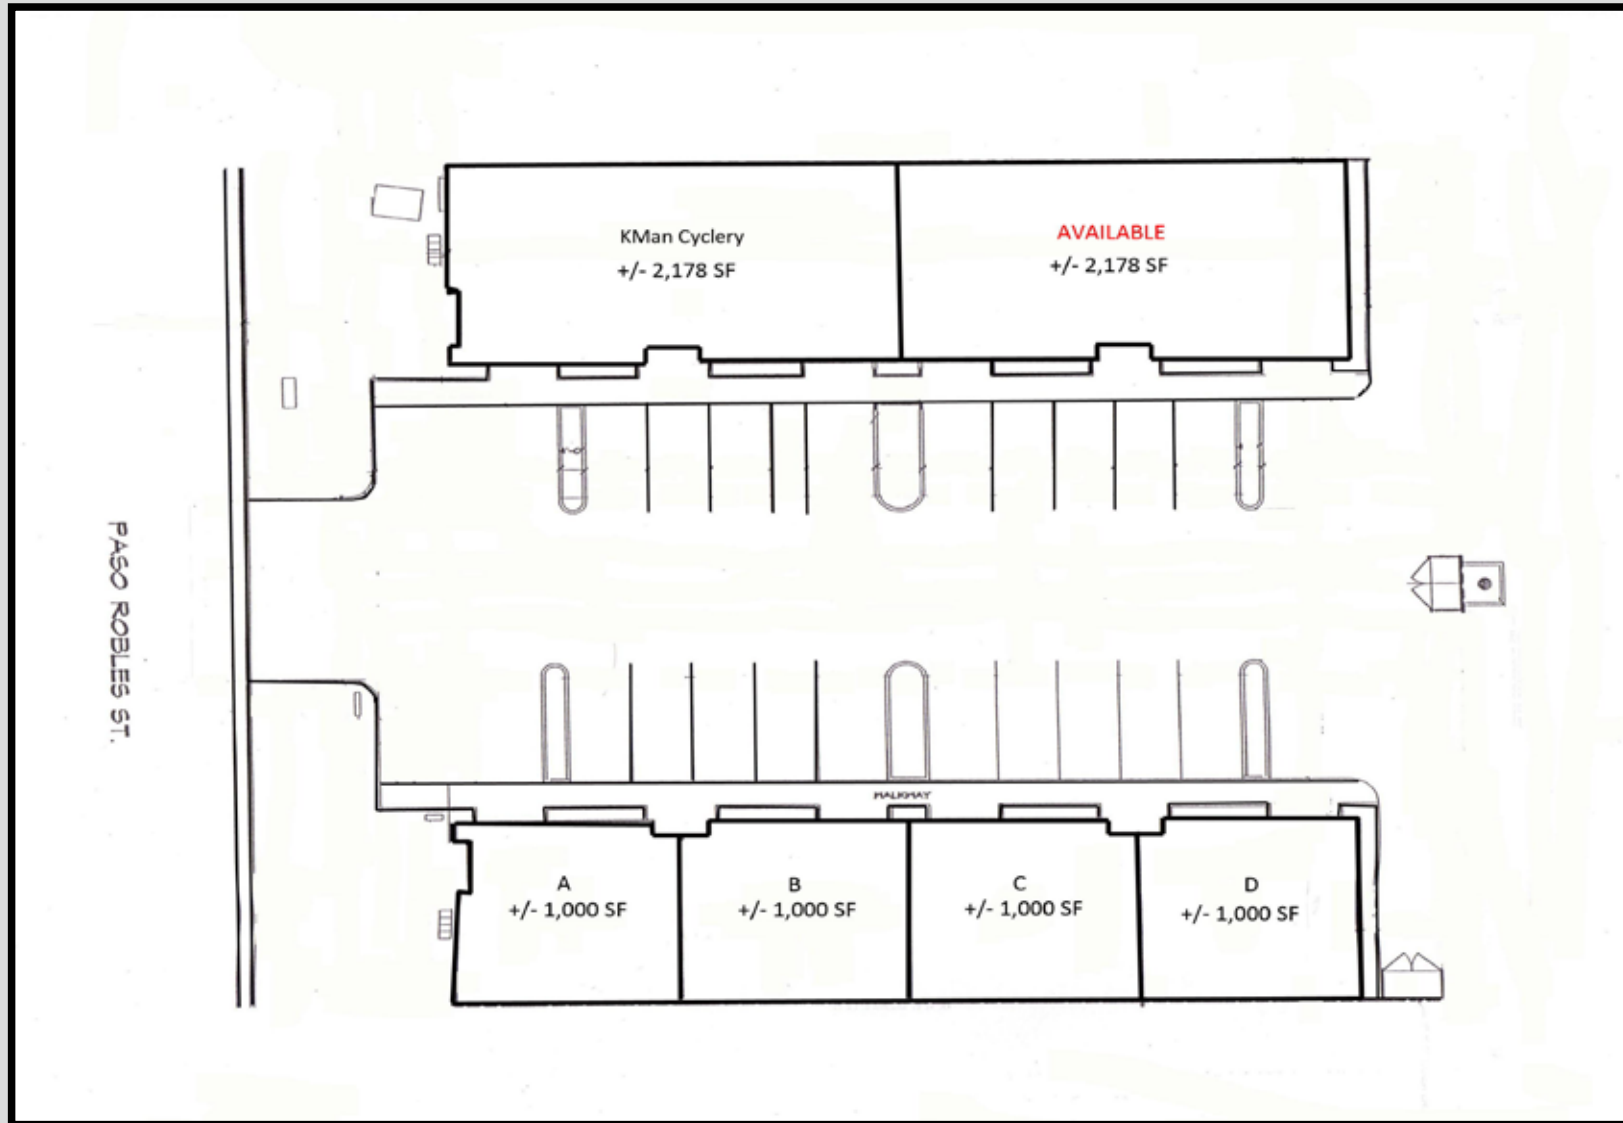 KMan Cyclery
+/- 2,178 SF
AVAILABLE
+/- 2,178 SF
PASO ROBLES ST.
WALKWAY
A
+/- 1,000 SF
B
+/- 1,000 SF
C
+/- 1,000 SF
D
+/- 1,000 SF